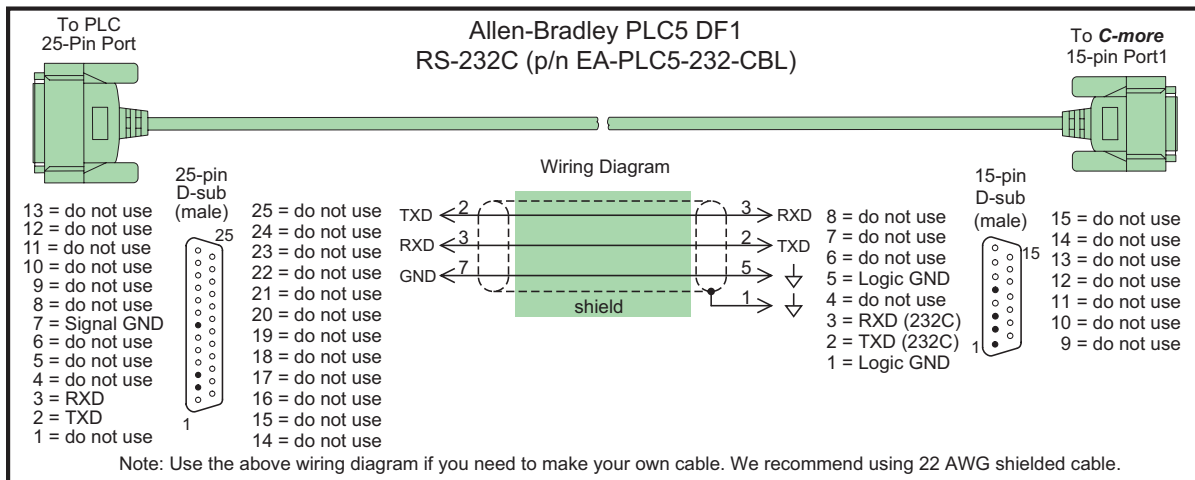 To PLC
25-Pin Port
Allen-Bradley PLC5 DF1
RS-232C (p/n EA-PLC5-232-CBL)
To C-more
15-pin Port1
25-pin
D-sub
(male)
13 = do not use
12 = do not use
11 = do not use
10 = do not use
9 = do not use
8 = do not use
7 = Signal GND
6 = do not use
5 = do not use
4 = do not use
3 = RXD
2 = TXD
1 = do not use
25
1
25 = do not use
24 = do not use
23 = do not use
22 = do not use
21 = do not use
20 = do not use
19 = do not use
18 = do not use
17 = do not use
16 = do not use
15 = do not use
14 = do not use
Wiring Diagram
TXD 2 3 RXD
RXD 3 2 TXD
GND 7 5
1
shield
8 = do not use
7 = do not use
6 = do not use
5 = Logic GND
4 = do not use
3 = RXD (232C)
2 = TXD (232C)
1 = Logic GND
15-pin
D-sub
(male)
15
1
15 = do not use
14 = do not use
13 = do not use
12 = do not use
11 = do not use
10 = do not use
9 = do not use
Note: Use the above wiring diagram if you need to make your own cable. We recommend using 22 AWG shielded cable.